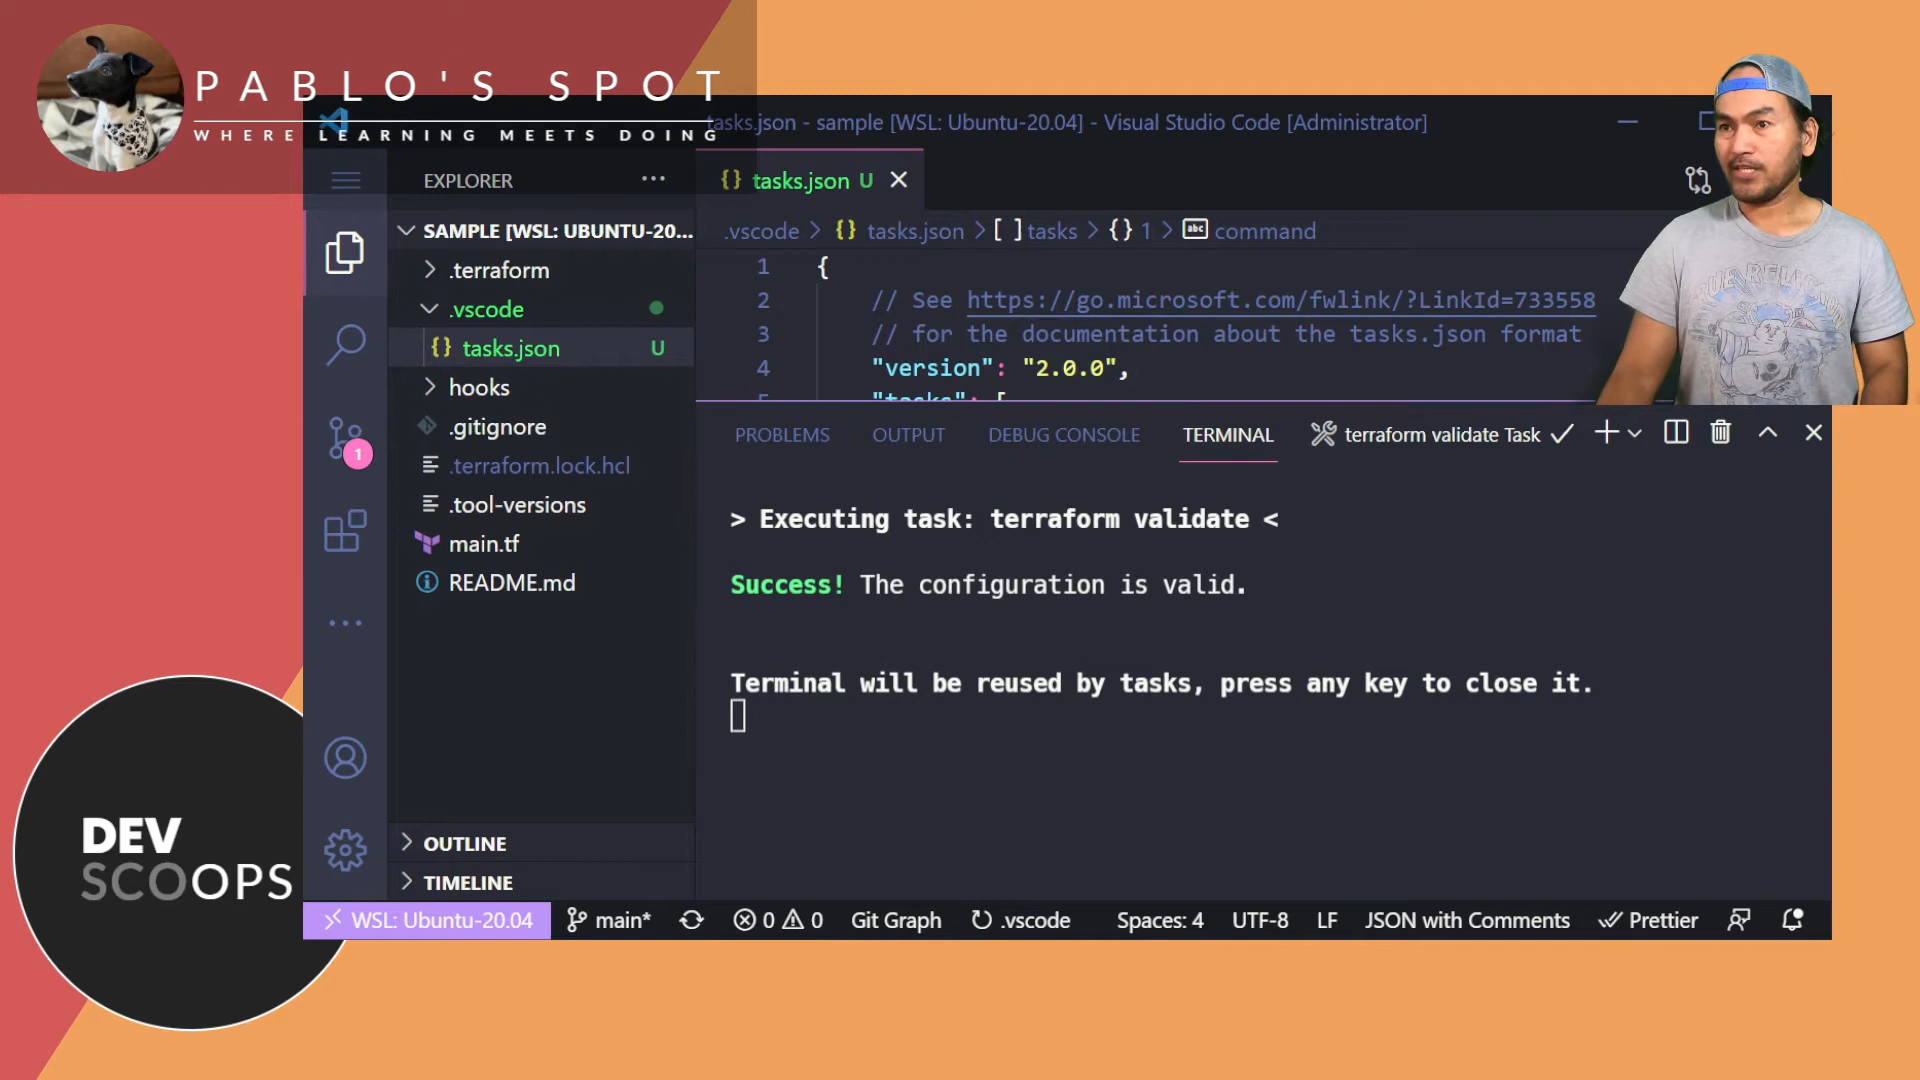 PABLO'S SPOT
WHERE LEARNING MEETS DOING
tasks.json - sample [WSL: Ubuntu-20.04] - Visual Studio Code [Administrator]
EXPLORER
tasks.json U
SAMPLE [WSL: UBUNTU-20...
.terraform
.vscode
tasks.json U
hooks
.gitignore
.terraform.lock.hcl
.tool-versions
main.tf
README.md
OUTLINE
TIMELINE
.vscode > {} tasks.json > [ ] tasks > {} 1 > abc command
1 {
2 // See https://go.microsoft.com/fwlink/?LinkId=733558
3 // for the documentation about the tasks.json format
4 "version": "2.0.0",
5 "tasks": [
PROBLEMS OUTPUT DEBUG CONSOLE TERMINAL terraform validate Task
> Executing task: terraform validate <
Success! The configuration is valid.
Terminal will be reused by tasks, press any key to close it.
1
DEV
SCOOPS
WSL: Ubuntu-20.04 main* 0 0 Git Graph .vscode Spaces: 4 UTF-8 LF JSON with Comments Prettier